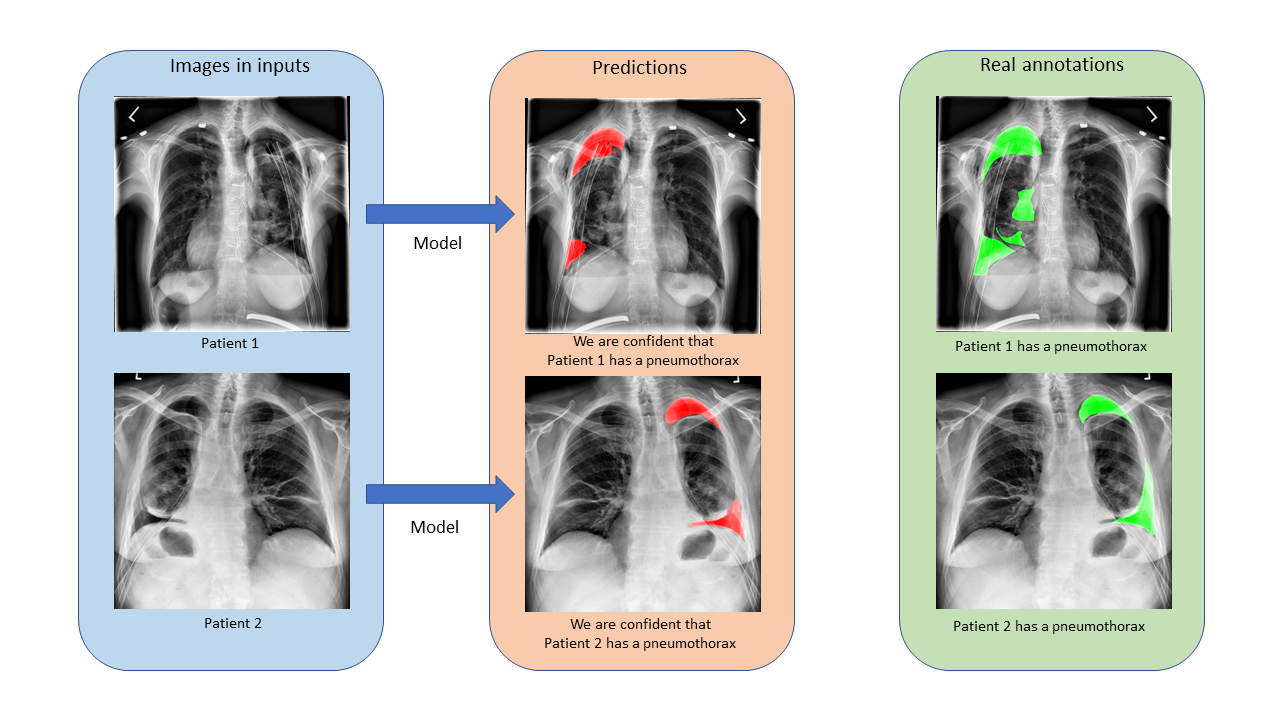 Images in inputs
Patient 1
Patient 2
Model
Model
Predictions
We are confident that
Patient 1 has a pneumothorax
We are confident that
Patient 2 has a pneumothorax
Real annotations
Patient 1 has a pneumothorax
Patient 2 has a pneumothorax